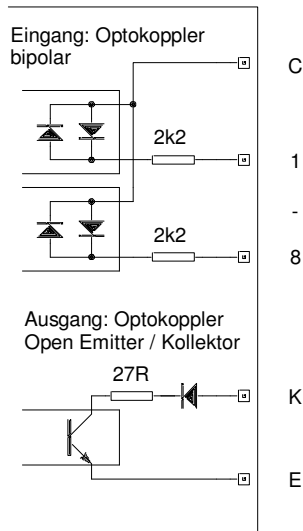 Eingang: Optokoppler
bipolar
C
2k2
1
-
2k2
8
Ausgang: Optokoppler
Open Emitter / Kollektor
27R
K
E